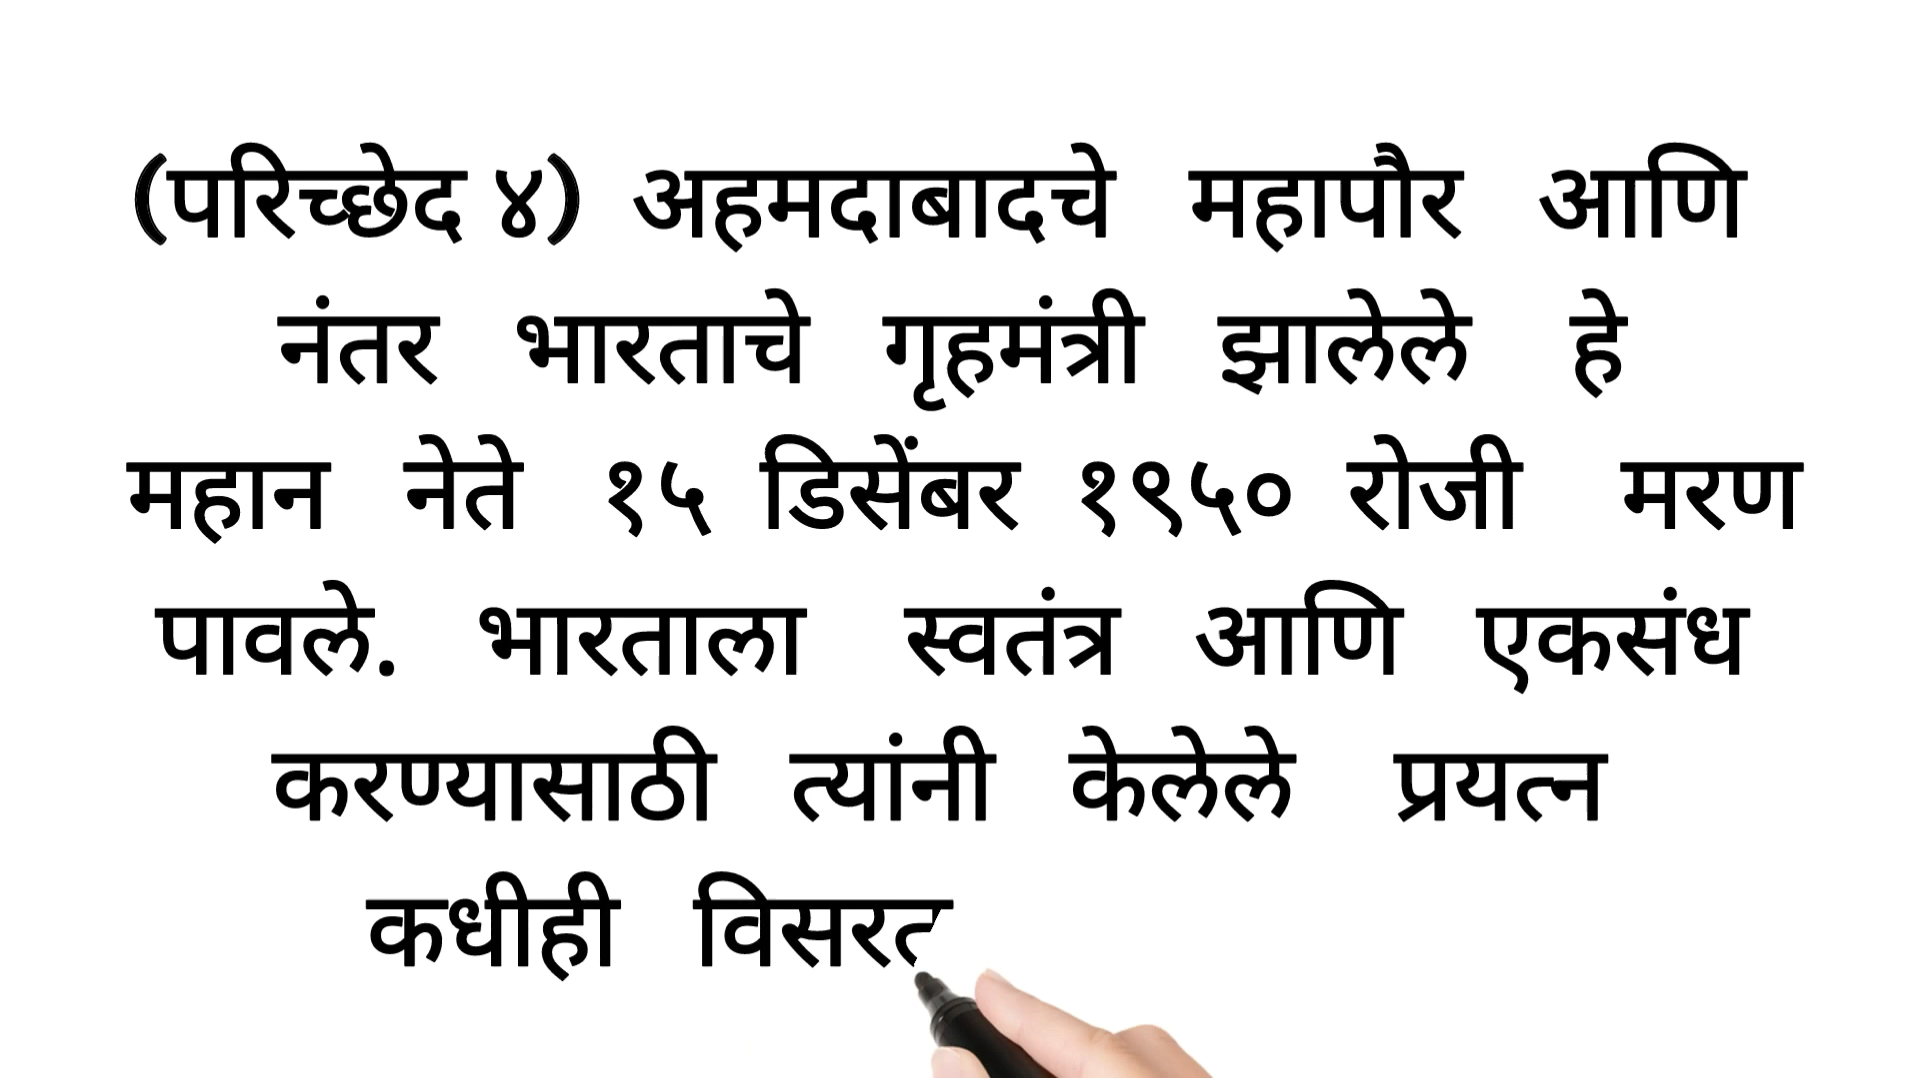 (परिच्छेद ४) अहमदाबादचे महापौर आणि
नंतर भारताचे गृहमंत्री झालेले हे
महान नेते १५ डिसेंबर १९५० रोजी मरण
पावले. भारताला स्वतंत्र आणि एकसंध
करण्यासाठी त्यांनी केलेले प्रयत्न
कधीही